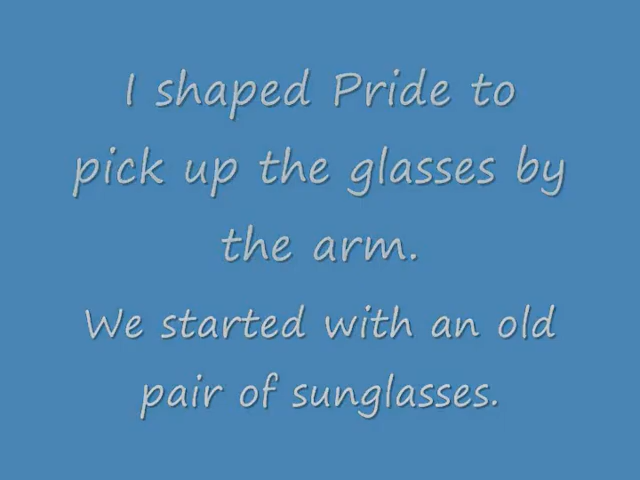 I shaped Pride to
pick up the glasses by
the arm.
We started with an old
pair of sunglasses.